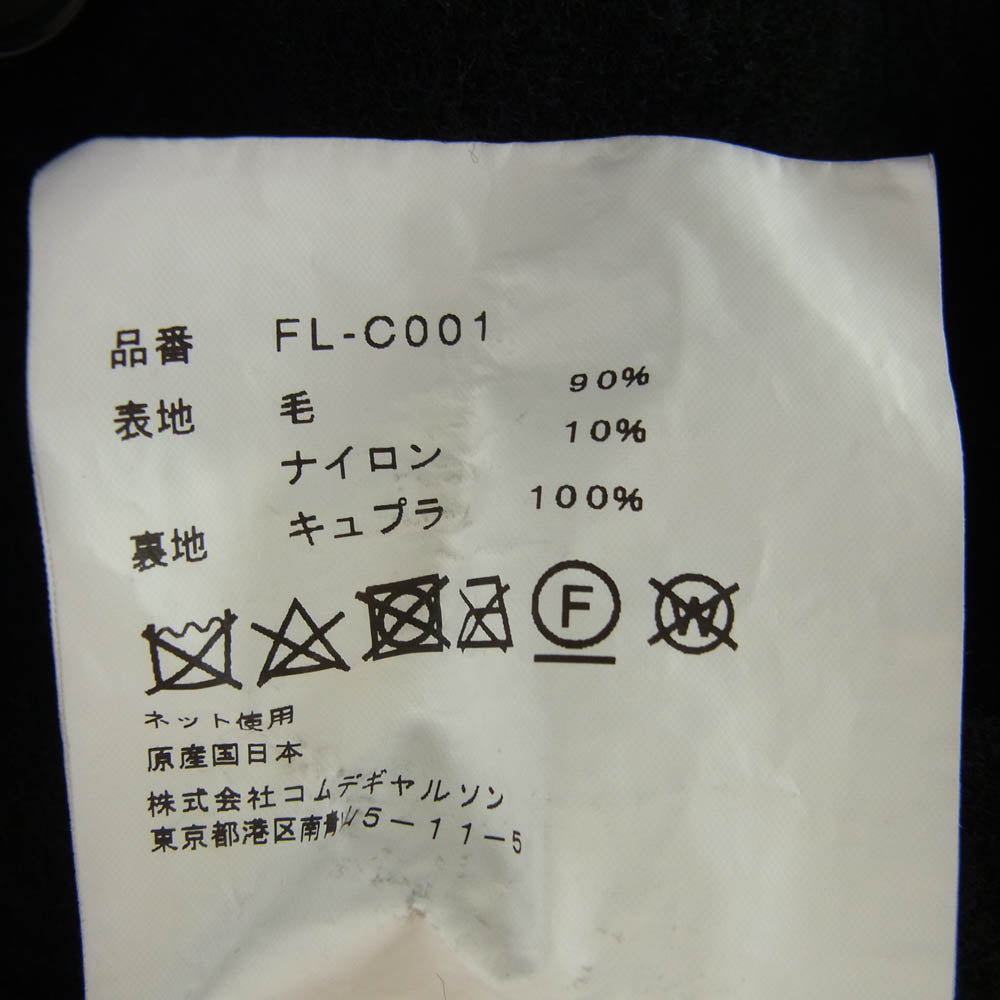 品番 FL-C001
表地 毛 90%
ナイロン 10%
裏地 キュプラ 100%
F W
ネット使用
原産国日本
株式会社コムデギャルソン
東京都港区南青山5-11-5